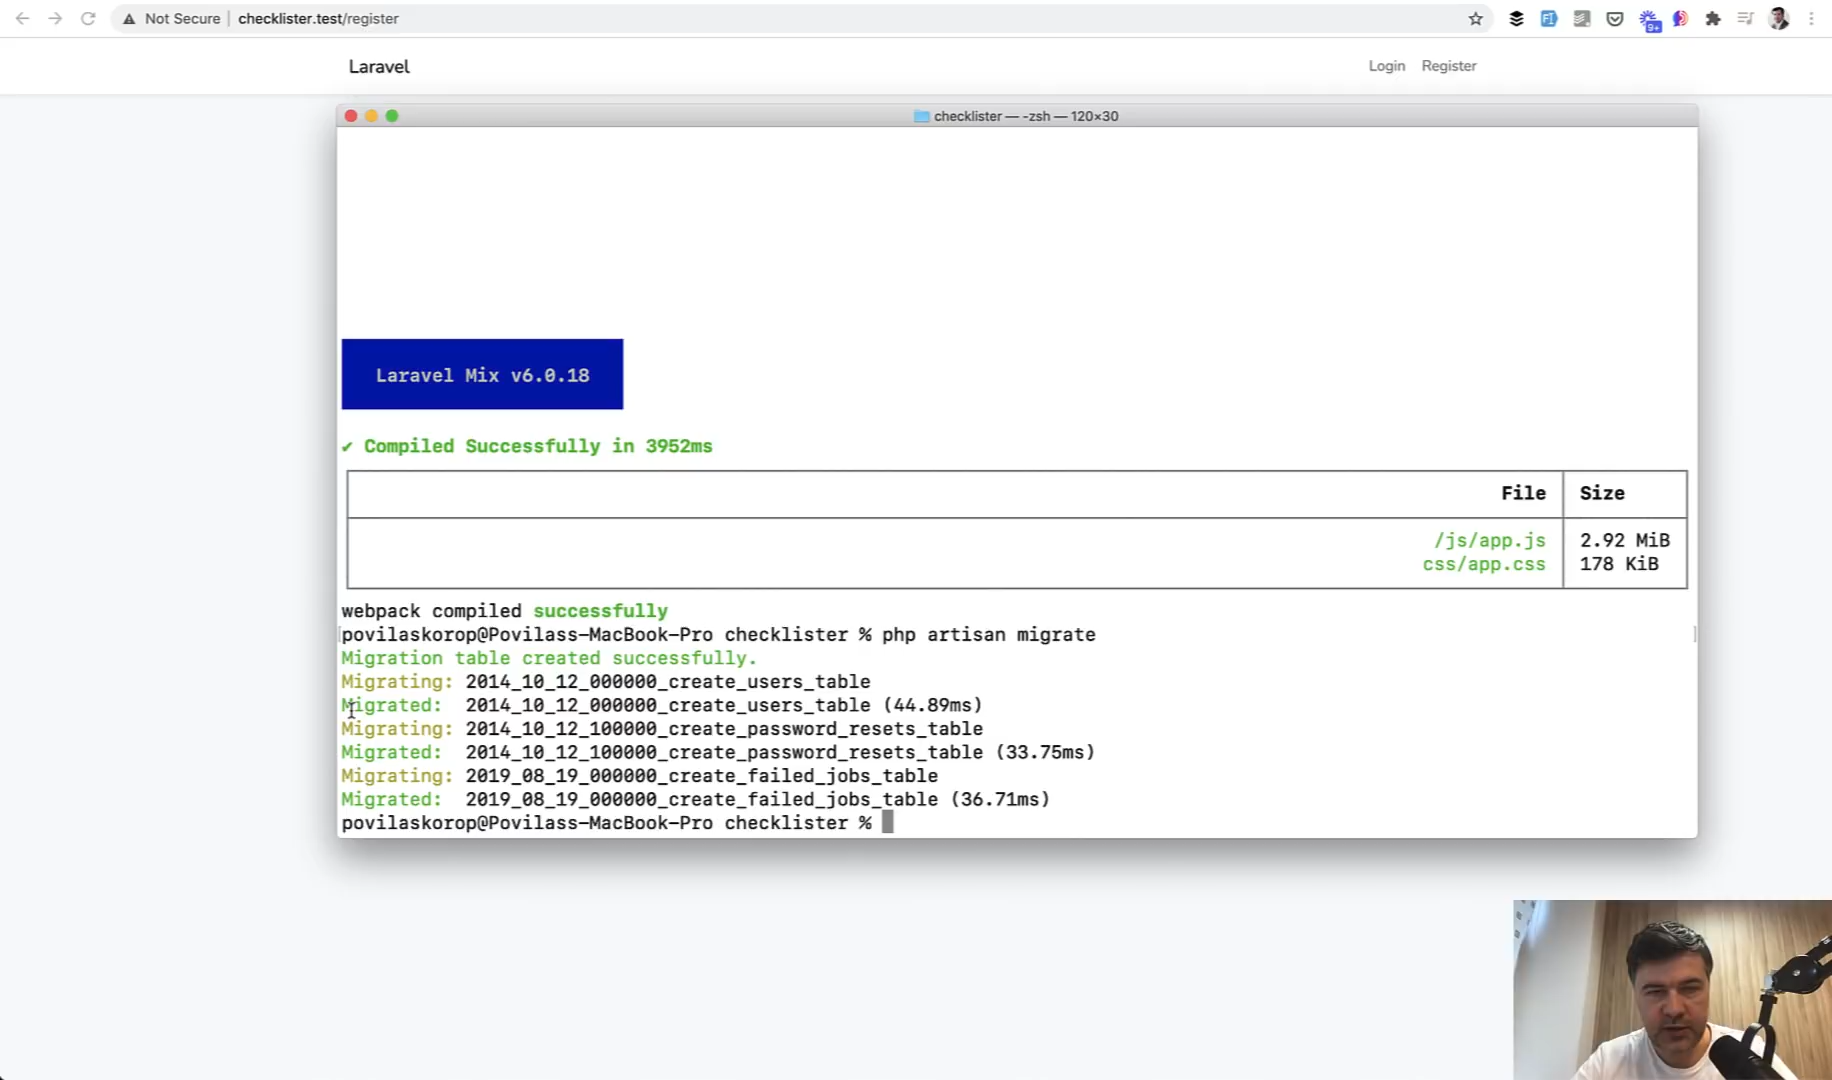 Not Secure | checklister.test/register
9+
Laravel
Login Register
checklister — -zsh — 120×30
Laravel Mix v6.0.18
✔ Compiled Successfully in 3952ms
File Size
/js/app.js 2.92 MiB
css/app.css 178 KiB
webpack compiled successfully
povilaskorop@Povilass-MacBook-Pro checklister % php artisan migrate
Migration table created successfully.
Migrating: 2014_10_12_000000_create_users_table
Migrated: 2014_10_12_000000_create_users_table (44.89ms)
Migrating: 2014_10_12_100000_create_password_resets_table
Migrated: 2014_10_12_100000_create_password_resets_table (33.75ms)
Migrating: 2019_08_19_000000_create_failed_jobs_table
Migrated: 2019_08_19_000000_create_failed_jobs_table (36.71ms)
povilaskorop@Povilass-MacBook-Pro checklister %